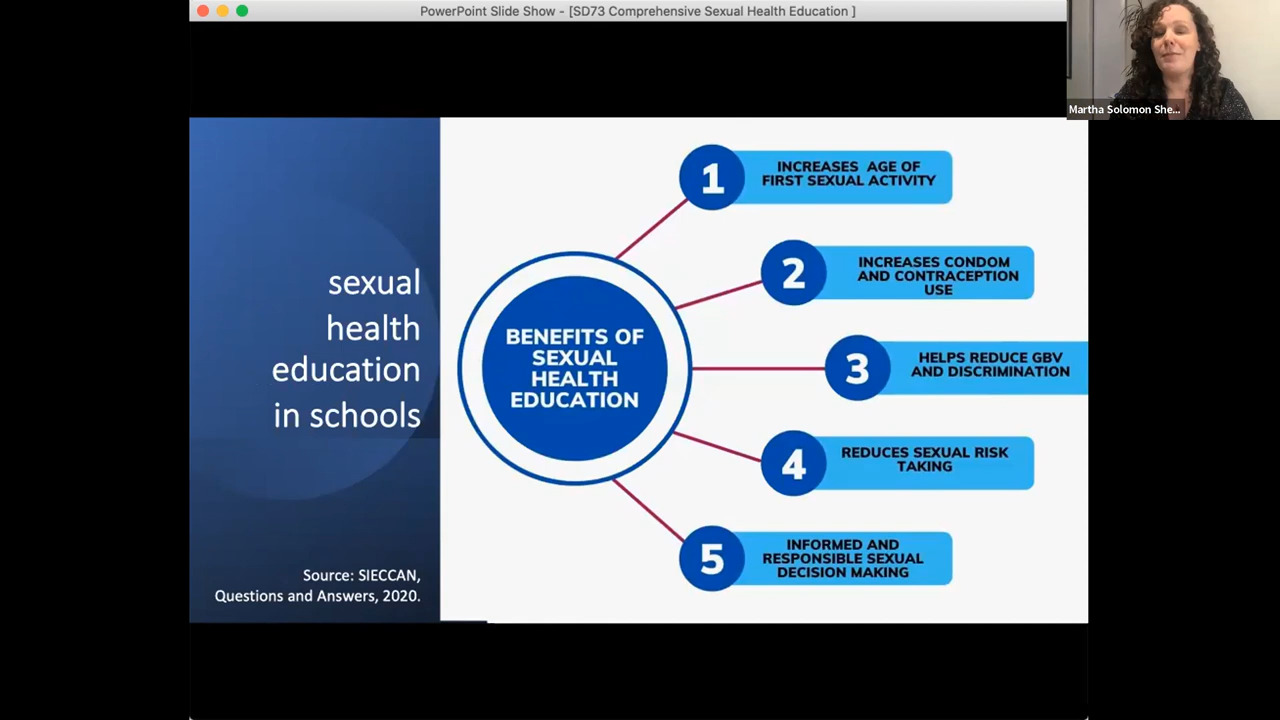 PowerPoint Slide Show - [SD73 Comprehensive Sexual Health Education ]
Martha Solomon She...
sexual
health
education
in schools
Source: SIECCAN,
Questions and Answers, 2020.
BENEFITS OF
SEXUAL
HEALTH
EDUCATION
1
INCREASES AGE OF
FIRST SEXUAL ACTIVITY
2
INCREASES CONDOM
AND CONTRACEPTION
USE
3
HELPS REDUCE GBV
AND DISCRIMINATION
4
REDUCES SEXUAL RISK
TAKING
5
INFORMED AND
RESPONSIBLE SEXUAL
DECISION MAKING